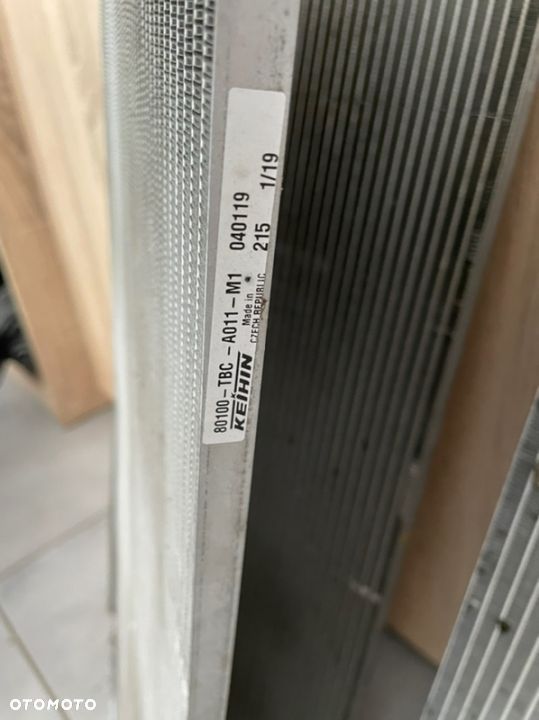 80100-TBC -A011-M1 040119 1/19
KEIHIN Made in CZECH REPUBLIC 215
OTOMOTO